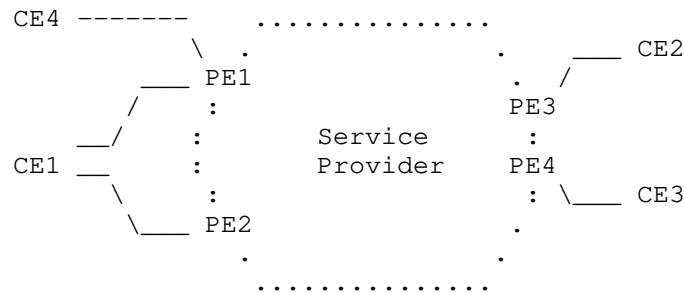 CE4 -------  ...............
CE2
PE1
PE3
Service
CE1
Provider
PE4
CE3
PE2
...............